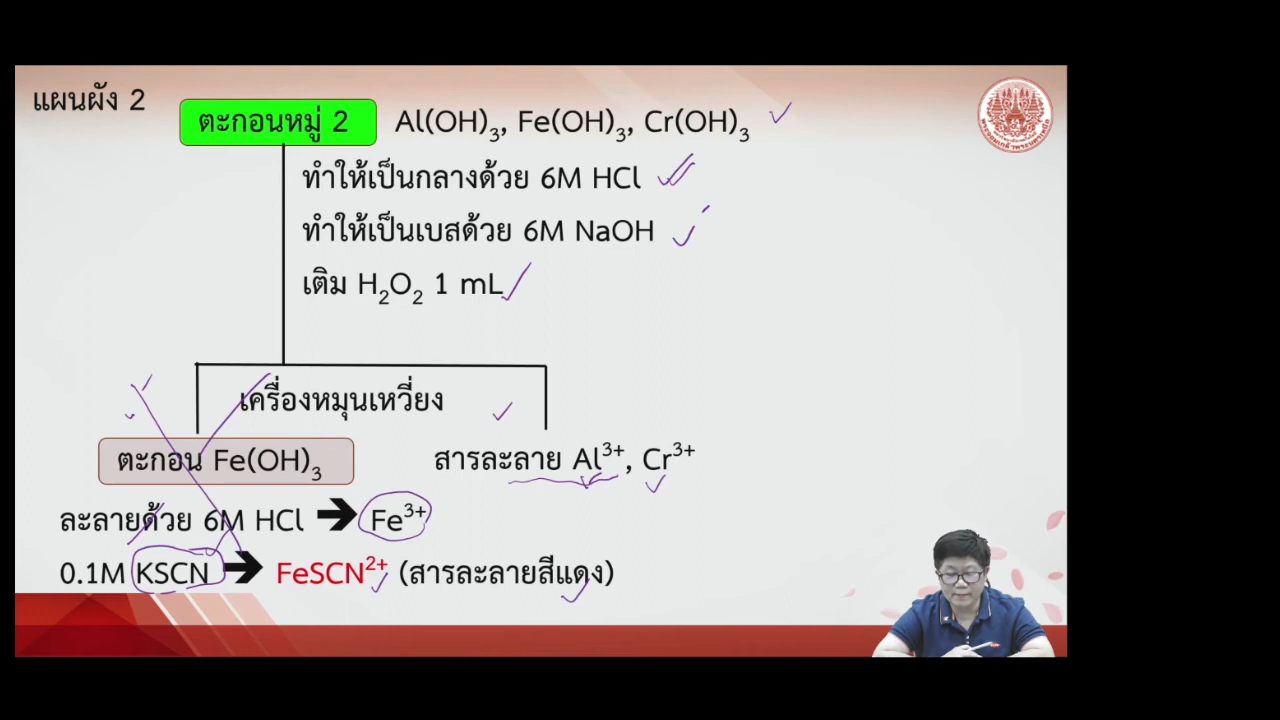 แผนผัง 2
ตะกอนหมู่ 2 Al(OH)₃, Fe(OH)₃, Cr(OH)₃
ทำให้เป็นกลางด้วย 6M HCl
ทำให้เป็นเบสด้วย 6M NaOH
เติม H₂O₂ 1 mL
เครื่องหมุนเหวี่ยง
ตะกอน Fe(OH)₃ สารละลาย Al³⁺, Cr³⁺
ละลายด้วย 6M HCl ➔ Fe³⁺
0.1M KSCN ➔ FeSCN²⁺ (สารละลายสีแดง)